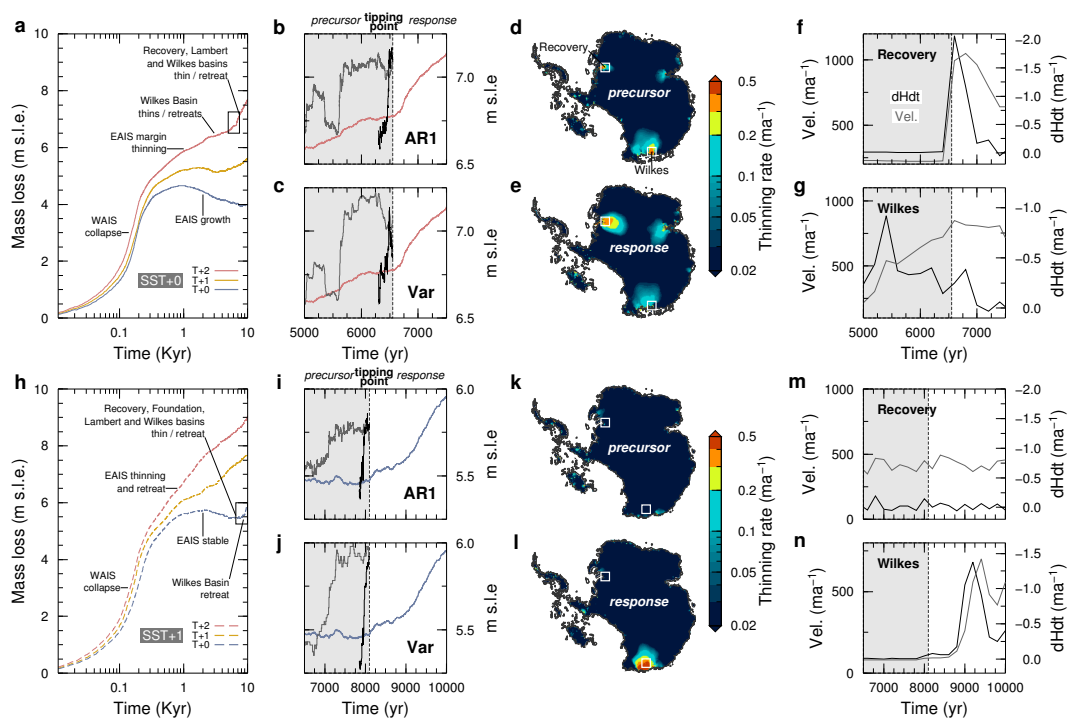 a
Mass loss (m s.l.e.)
10
8
6
4
2
0
Recovery, Lambert
and Wilkes basins
thin / retreat
Wilkes Basin
thins / retreats
EAIS margin
thinning
WAIS
collapse
EAIS growth
SST+0
T+2
T+1
T+0
0.1
1
10
Time (Kyr)
b
precursor
tipping
point
response
AR1
7.0
6.5
m s.l.e
c
Var
7.0
6.5
m s.l.e
5000
6000
7000
Time (yr)
d
Recovery
precursor
Wilkes
e
response
0.5
0.2
0.1
0.05
0.02
Thinning rate (ma⁻¹)
f
Recovery
dHdt
Vel.
1000
500
Vel. (ma⁻¹)
−2.0
−1.5
−1.0
−0.5
0.0
dHdt (ma⁻¹)
g
Wilkes
1000
750
500
250
Vel. (ma⁻¹)
−1.0
−0.5
0.0
dHdt (ma⁻¹)
5000
6000
7000
Time (yr)
h
Mass loss (m s.l.e.)
10
8
6
4
2
0
Recovery, Foundation,
Lambert and Wilkes basins
thin / retreat
EAIS thinning
and retreat
EAIS stable
WAIS
collapse
Wilkes Basin
retreat
SST+1
T+2
T+1
T+0
0.1
1
10
Time (Kyr)
i
precursor
tipping
point
response
AR1
6.0
5.5
m s.l.e
j
Var
6.0
5.5
m s.l.e
7000
8000
9000
10000
Time (yr)
k
precursor
l
response
0.5
0.2
0.1
0.05
0.02
Thinning rate (ma⁻¹)
m
Recovery
1000
500
0
Vel. (ma⁻¹)
−2.0
−1.5
−1.0
−0.5
0.0
dHdt (ma⁻¹)
n
Wilkes
500
0
Vel. (ma⁻¹)
−1.5
−1.0
−0.5
0.0
dHdt (ma⁻¹)
7000
8000
9000
10000
Time (yr)